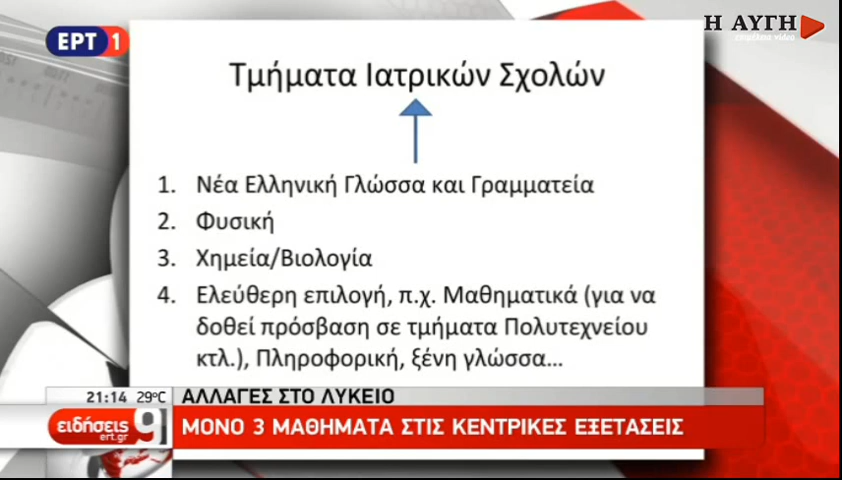 ΕΡΤ 1
Η ΑΥΓΗ
Τμήματα Ιατρικών Σχολών
1. Νέα Ελληνική Γλώσσα και Γραμματεία
2. Φυσική
3. Χημεία/Βιολογία
4. Ελεύθερη επιλογή, π.χ. Μαθηματικά (για να
δοθεί πρόσβαση σε τμήματα Πολυτεχνείου
κτλ.), Πληροφορική, ξένη γλώσσα...
21:14 29°C ΑΛΛΑΓΕΣ ΣΤΟ ΛΥΚΕΙΟ
ειδήσεις 9
ert.gr
ΜΟΝΟ 3 ΜΑΘΗΜΑΤΑ ΣΤΙΣ ΚΕΝΤΡΙΚΕΣ ΕΞΕΤΑΣΕΙΣ